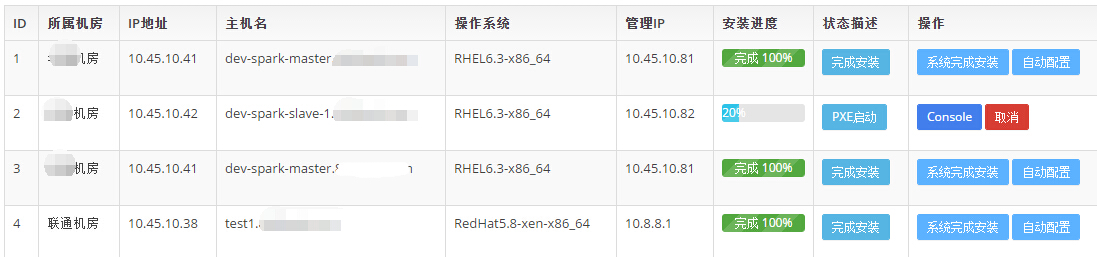 ID 所属机房 IP地址 主机名 操作系统 管理IP 安装进度 状态描述 操作
1 机房 10.45.10.41 dev-spark-master. RHEL6.3-x86_64 10.45.10.81 完成 100% 完成安装 系统完成安装 自动配置
2 机房 10.45.10.42 dev-spark-slave-1. RHEL6.3-x86_64 10.45.10.82 20% PXE启动 Console 取消
3 机房 10.45.10.41 dev-spark-master. RHEL6.3-x86_64 10.45.10.81 完成 100% 完成安装 系统完成安装 自动配置
4 联通机房 10.45.10.38 test1. RedHat5.8-xen-x86_64 10.8.8.1 完成 100% 完成安装 系统完成安装 自动配置